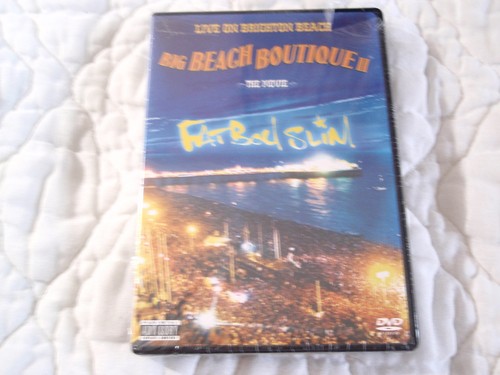 LIVE ON BRIGHTON BEACH
BIG BEACH BOUTIQUE II
THE MOVIE
FATBOY SLIM
DVD